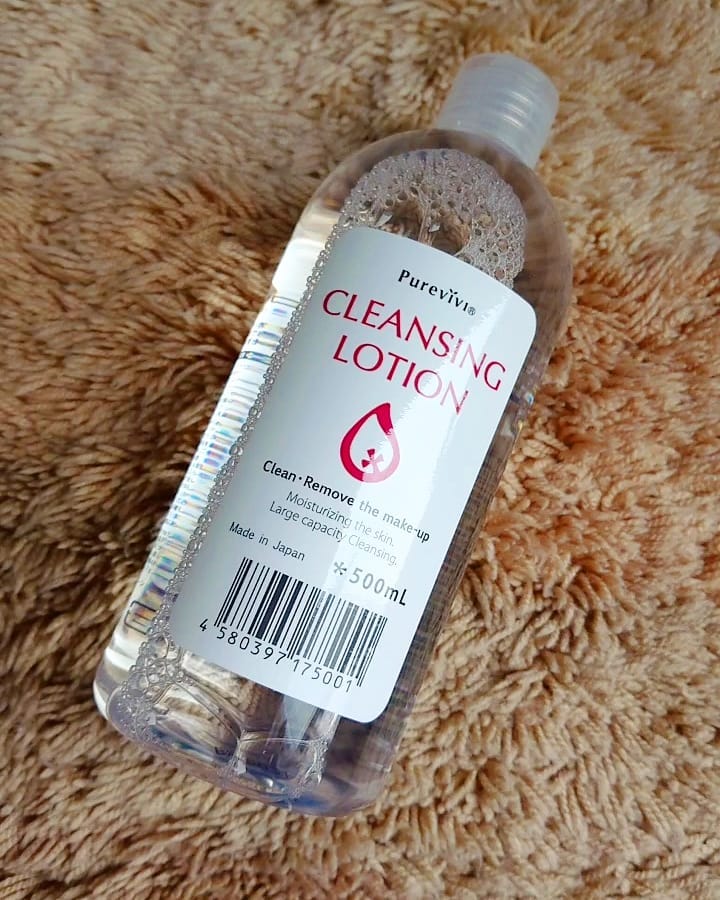 Purevivi®
CLEANSING
LOTION
Clean・Remove the make-up
Moisturizing the skin.
Large capacity Cleansing.
Made in Japan
*500mL
4 580397 175001